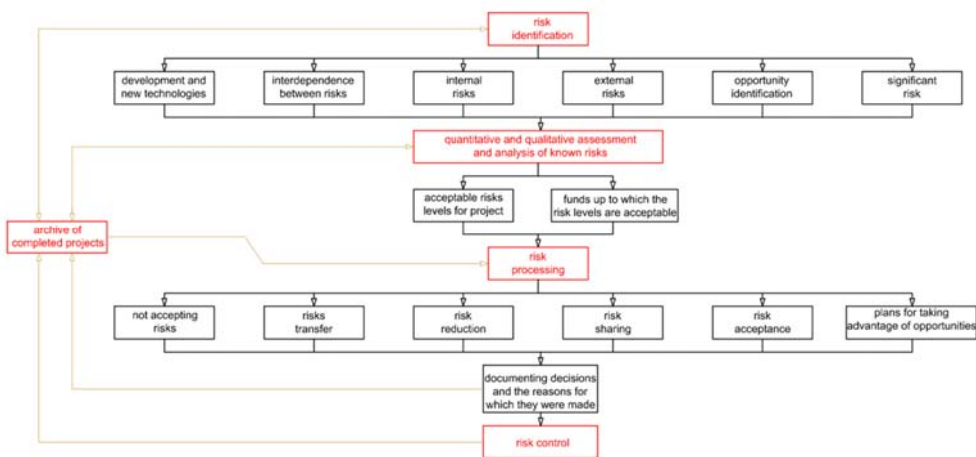 risk
identification
development and
new technologies
interdependence
between risks
internal
risks
external
risks
opportunity
identification
significant
risk
quantitative and qualitative assessment
and analysis of known risks
acceptable risks
levels for project
funds up to which the
risk levels are acceptable
archive of
completed projects
risk
processing
not accepting
risks
risks
transfer
risk
reduction
risk
sharing
risk
acceptance
plans for taking
advantage of opportunities
documenting decisions
and the reasons for
which they were made
risk control